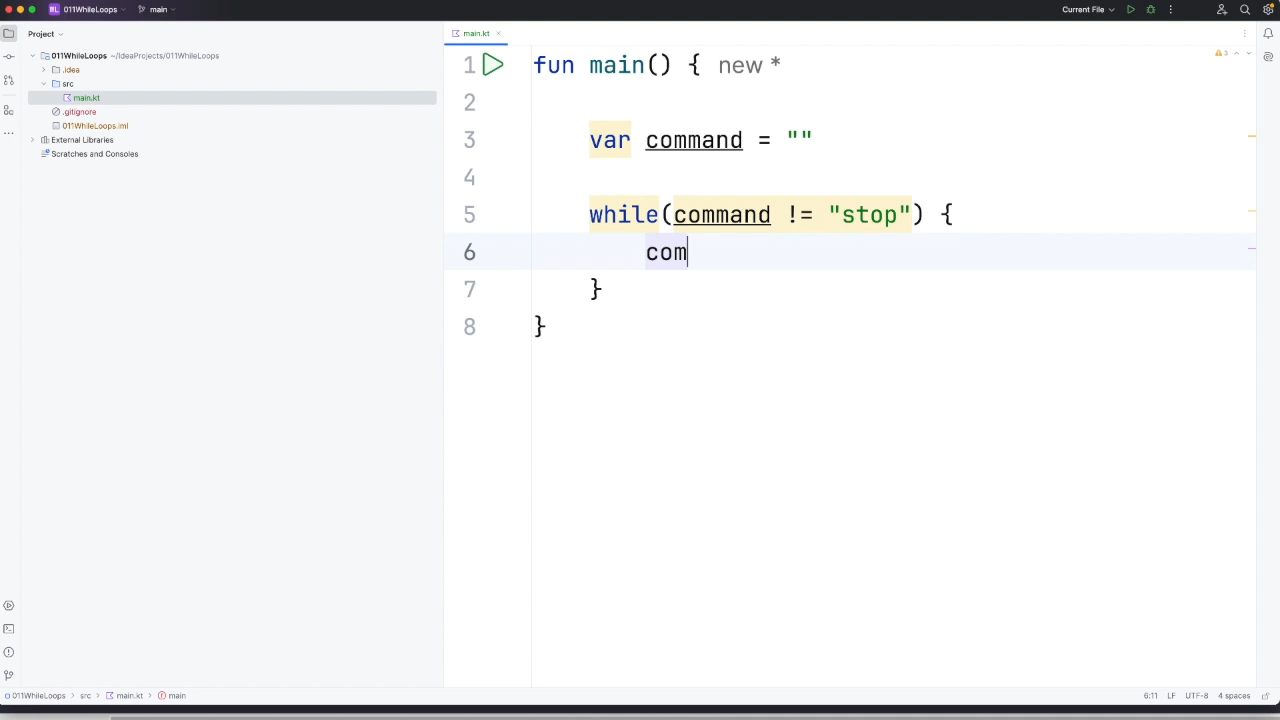 011WhileLoops
main
Current File
Project
main.kt
011WhileLoops ~/IdeaProjects/011WhileLoops
.idea
src
main.kt
.gitignore
011WhileLoops.iml
External Libraries
Scratches and Consoles
3
1 fun main() { new *
2
3 var command = ""
4
5 while(command != "stop") {
6 com
7 }
8 }
011WhileLoops > src > main.kt > main
6:11 LF UTF-8 4 spaces